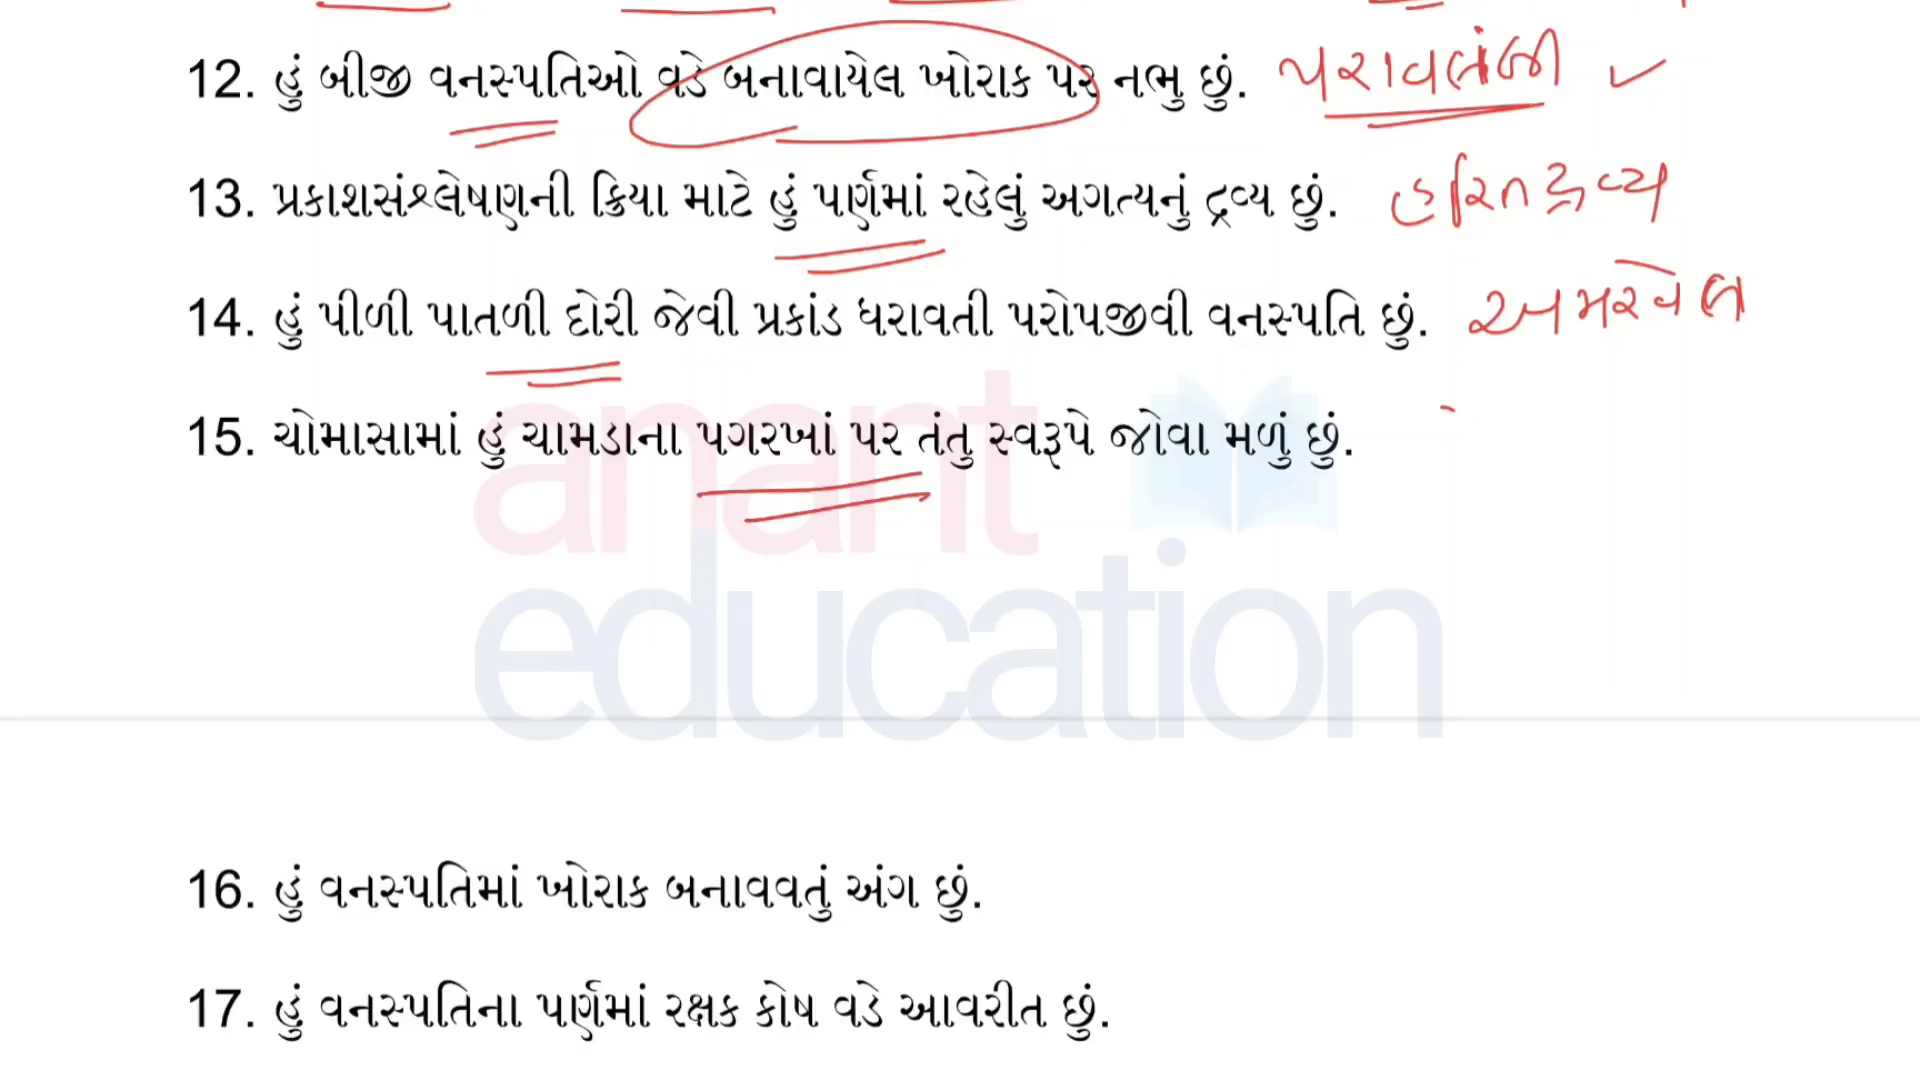 12. હું બીજી વનસ્પતિઓ વડે બનાવાયેલ ખોરાક પર નભુ છું. પરાવલંબી
13. પ્રકાશસંશ્લેષણની ક્રિયા માટે હું પર્ણમાં રહેલું અગત્યનું દ્રવ્ય છું. હરિતદ્રવ્ય
14. હું પીળી પાતળી દોરી જેવી પ્રકાંડ ધરાવતી પરોપજીવી વનસ્પતિ છું. અમરવેલ
15. ચોમાસામાં હું ચામડાના પગરખાં પર તંતુ સ્વરૂપે જોવા મળું છું.
anant
education
16. હું વનસ્પતિમાં ખોરાક બનાવવતું અંગ છું.
17. હું વનસ્પતિના પર્ણમાં રક્ષક કોષ વડે આવરીત છું.